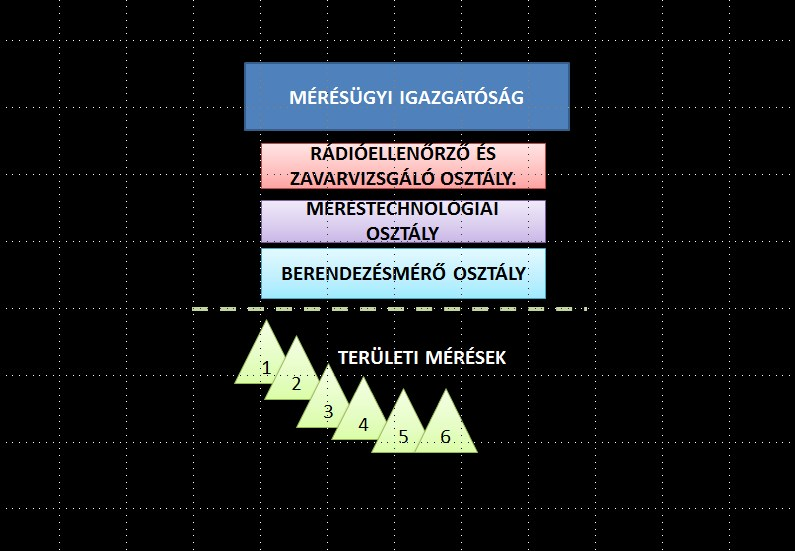 MÉRÉSÜGYI IGAZGATÓSÁG
RÁDIÓELLENŐRZŐ ÉS
ZAVARVIZSGÁLÓ OSZTÁLY.
MÉRÉSTECHNOLÓGIAI
OSZTÁLY
BERENDEZÉSMÉRŐ OSZTÁLY
TERÜLETI MÉRÉSEK
1
2
3
4
5
6